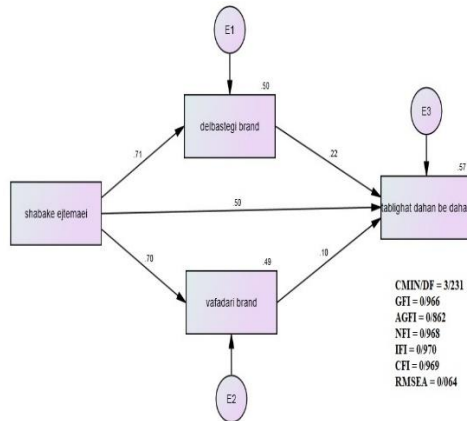 E1
.50
delbastegi brand
E3
.71
.22
.57
shabake ejtemaei
.50
tablighat dahan be daha
.70
.49
.10
vafadari brand
E2
CMIN/DF = 3/231
GFI = 0/966
AGFI = 0/862
NFI = 0/968
IFI = 0/970
CFI = 0/969
RMSEA = 0/064